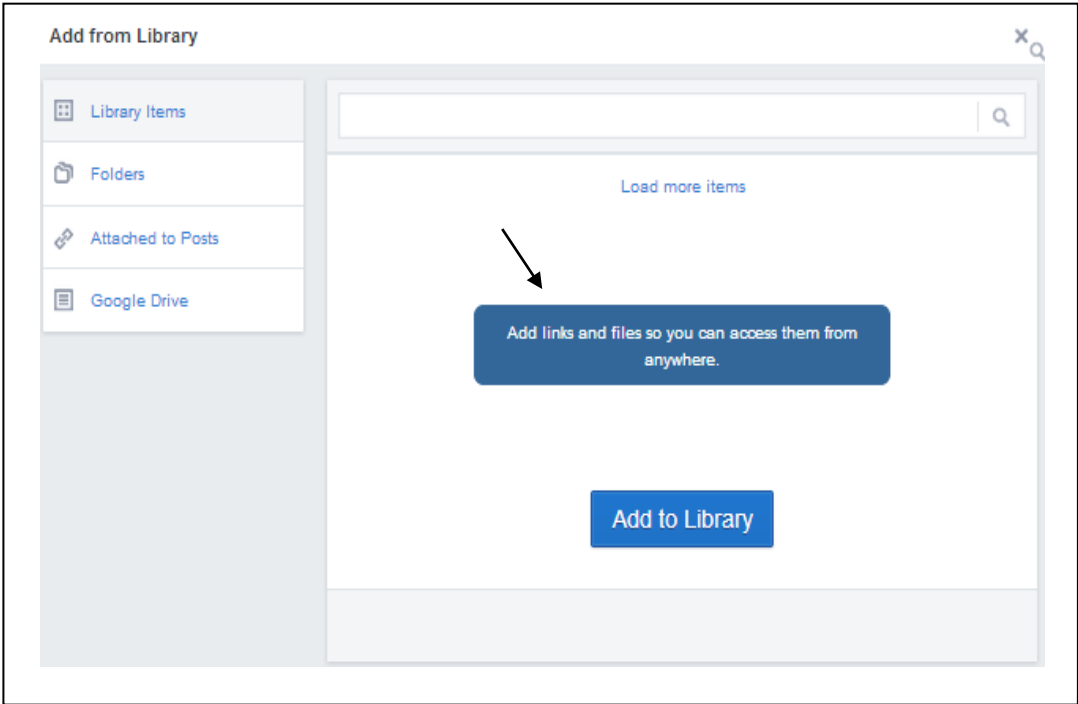 Add from Library
Library Items
Folders
Attached to Posts
Google Drive
Load more items
Add links and files so you can access them from
anywhere.
Add to Library